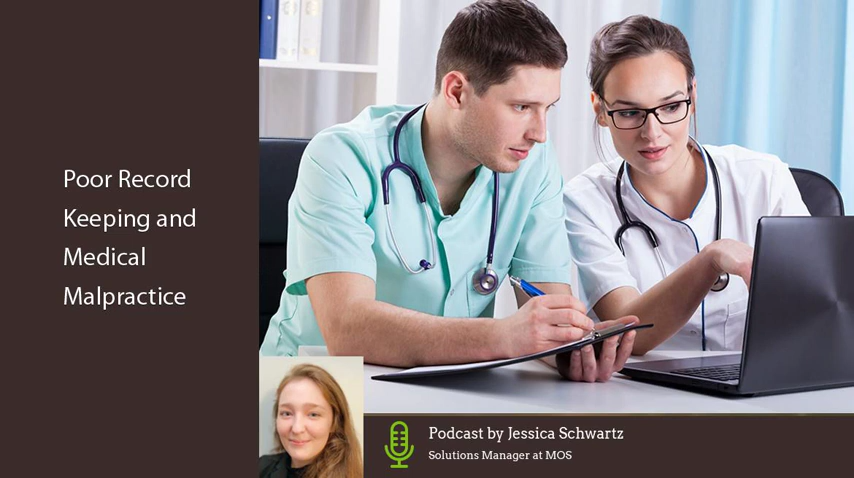 Poor Record
Keeping and
Medical
Malpractice
Podcast by Jessica Schwartz
Solutions Manager at MOS